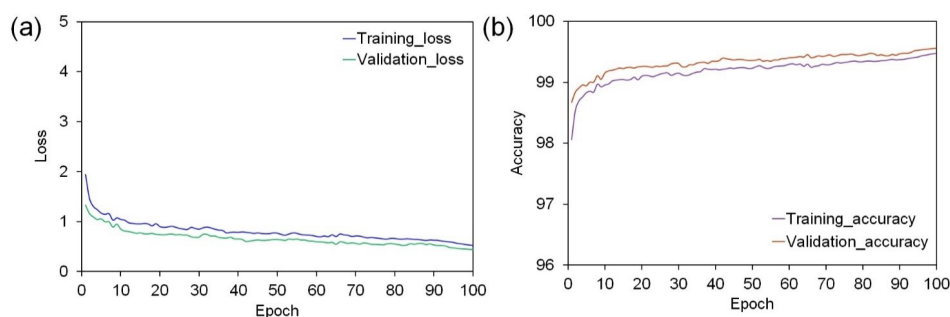 (a)
5
4
3
2
1
0
Loss
Training_loss
Validation_loss
0 10 20 30 40 50 60 70 80 90 100
Epoch
(b)
100
99
98
97
96
Accuracy
Training_accuracy
Validation_accuracy
0 10 20 30 40 50 60 70 80 90 100
Epoch